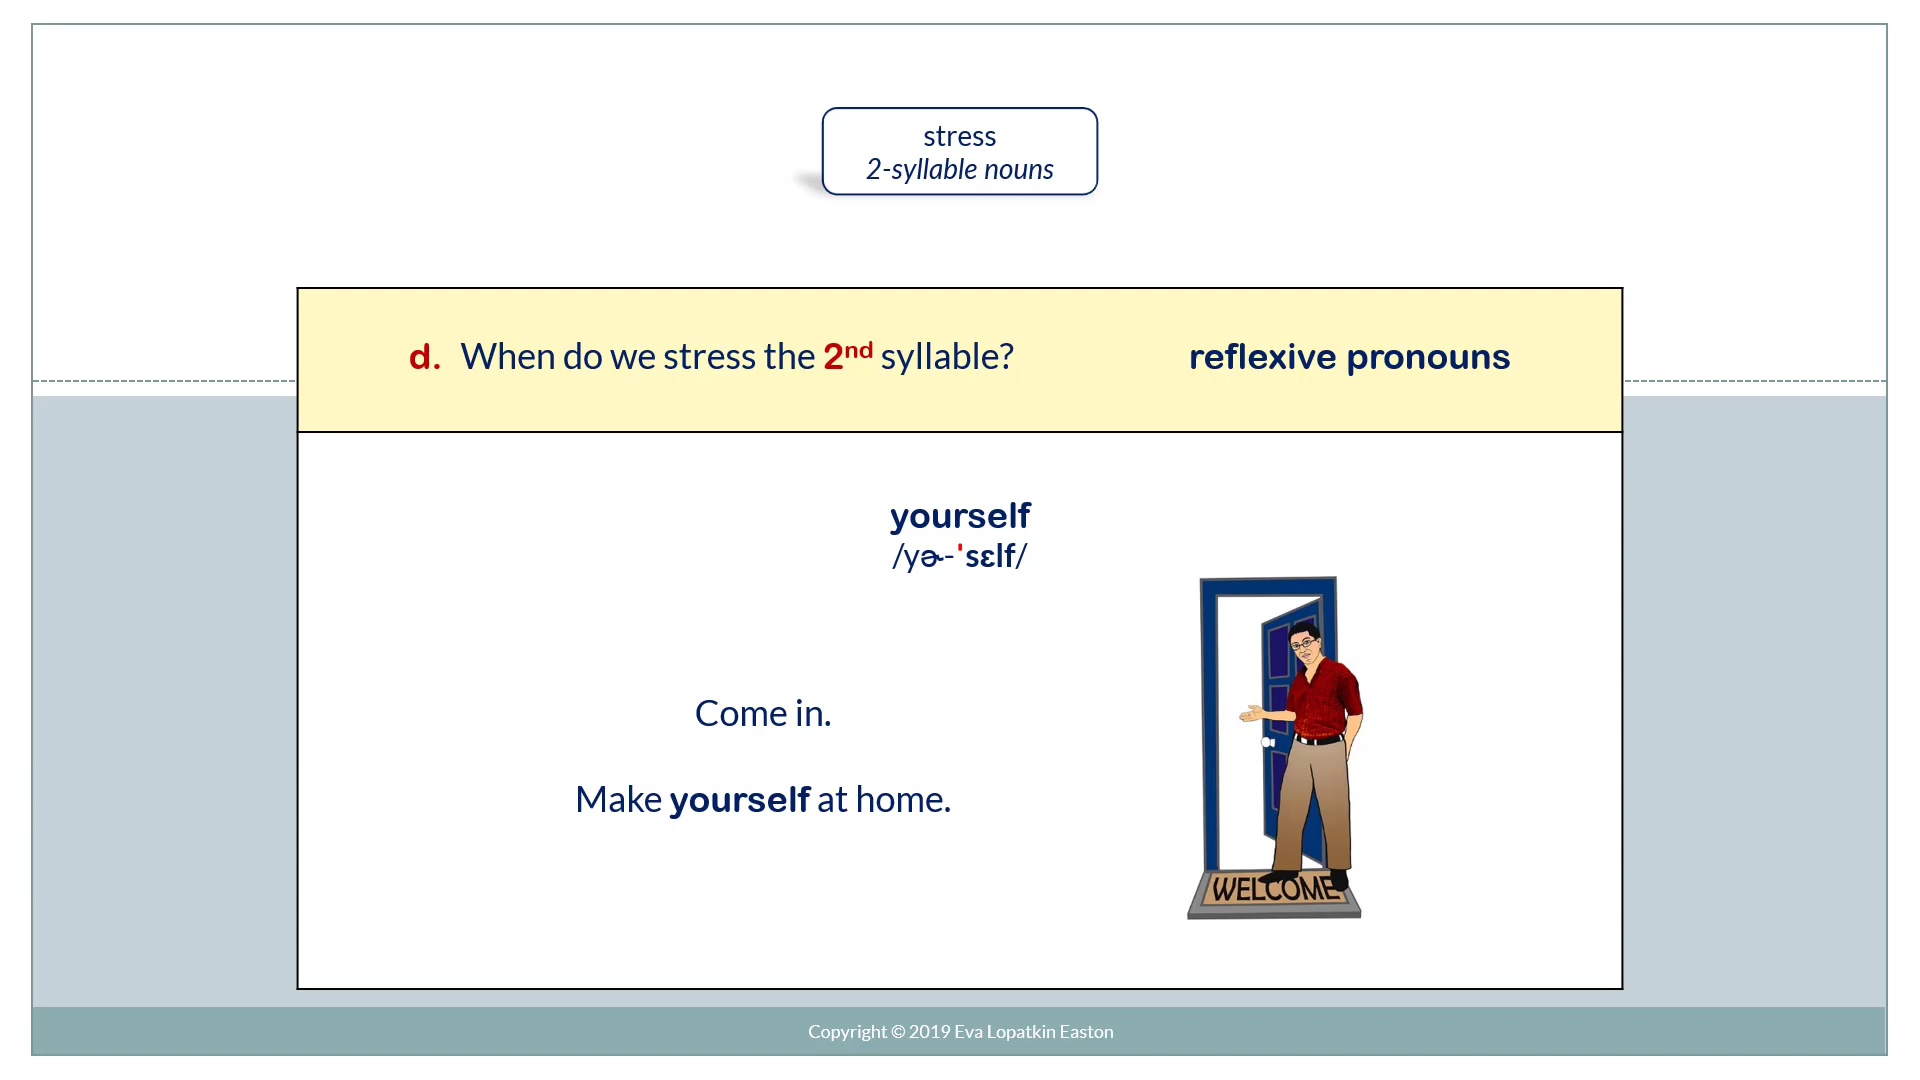 stress
2-syllable nouns
d. When do we stress the 2nd syllable? reflexive pronouns
yourself
/yɚ-ˈsɛlf/
Come in.
Make yourself at home.
WELCOME
Copyright © 2019 Eva Lopatkin Easton